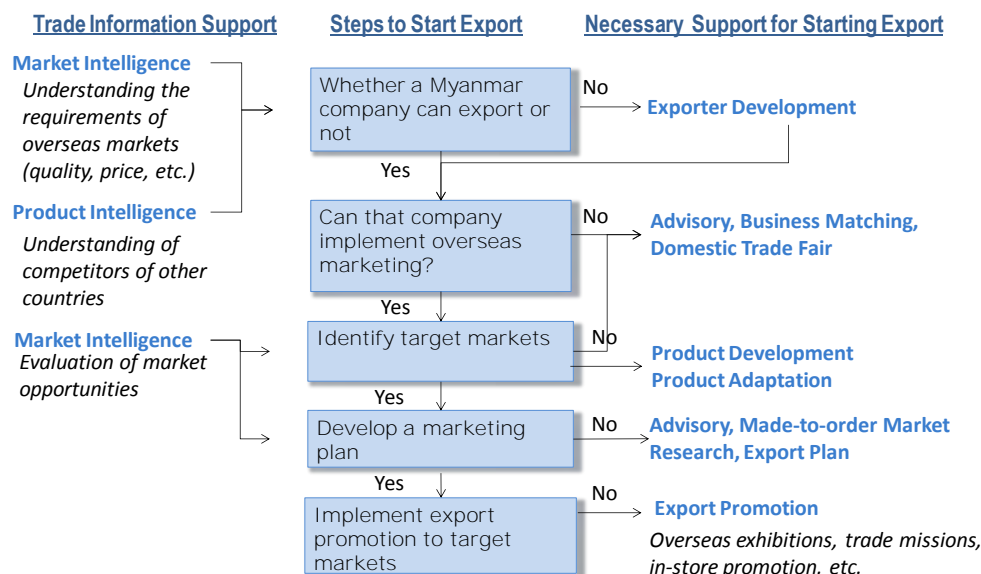 Trade Information Support
Steps to Start Export
Necessary Support for Starting Export
Market Intelligence
Understanding the
requirements of
overseas markets
(quality, price, etc.)
Product Intelligence
Understanding of
competitors of other
countries
Market Intelligence
Evaluation of market
opportunities
Whether a Myanmar
company can export or
not
No
Exporter Development
Yes
Can that company
implement overseas
marketing?
No
Advisory, Business Matching,
Domestic Trade Fair
Yes
Identify target markets
No
Product Development
Product Adaptation
Yes
Develop a marketing
plan
No
Advisory, Made-to-order Market
Research, Export Plan
Yes
Implement export
promotion to target
markets
No
Export Promotion
Overseas exhibitions, trade missions,
in-store promotion, etc.